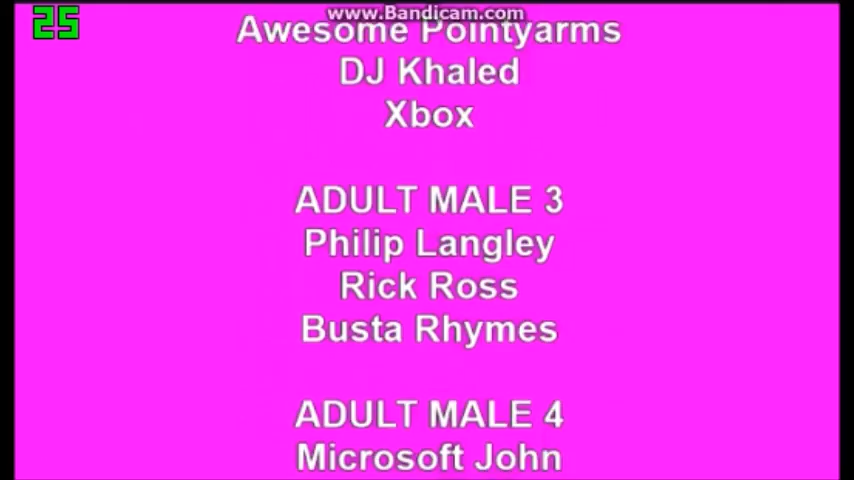 www.Bandicam.com
25
Awesome Pointyarms
DJ Khaled
Xbox
ADULT MALE 3
Philip Langley
Rick Ross
Busta Rhymes
ADULT MALE 4
Microsoft John